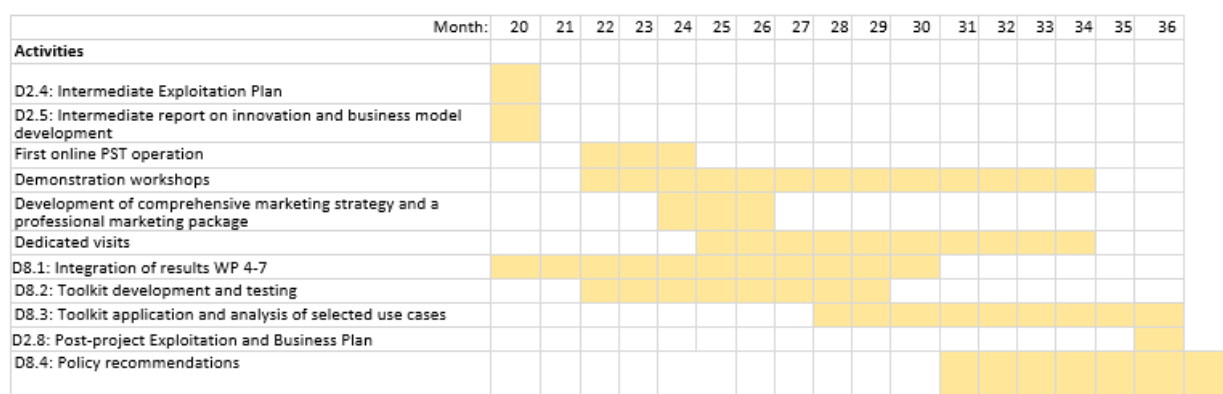 Month: 20 21 22 23 24 25 26 27 28 29 30 31 32 33 34 35 36
Activities
D2.4: Intermediate Exploitation Plan
D2.5: Intermediate report on innovation and business model
development
First online PST operation
Demonstration workshops
Development of comprehensive marketing strategy and a
professional marketing package
Dedicated visits
D8.1: Integration of results WP 4-7
D8.2: Toolkit development and testing
D8.3: Toolkit application and analysis of selected use cases
D2.8: Post-project Exploitation and Business Plan
D8.4: Policy recommendations